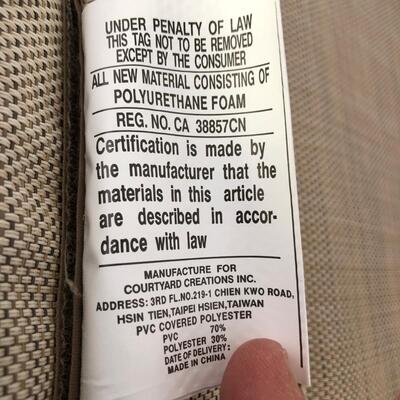 UNDER PENALTY OF LAW
THIS TAG NOT TO BE REMOVED
EXCEPT BY THE CONSUMER
ALL NEW MATERIAL CONSISTING OF
POLYURETHANE FOAM
REG. NO. CA 38857CN
Certification is made by
the manufacturer that the
materials in this article
are described in accor-
dance with law
MANUFACTURE FOR
COURTYARD CREATIONS INC.
ADDRESS: 3RD FL.NO.219-1 CHIEN KWO ROAD,
HSIN TIEN,TAIPEI HSIEN,TAIWAN
PVC COVERED POLYESTER
PVC 70%
POLYESTER 30%
DATE OF DELIVERY:
MADE IN CHINA